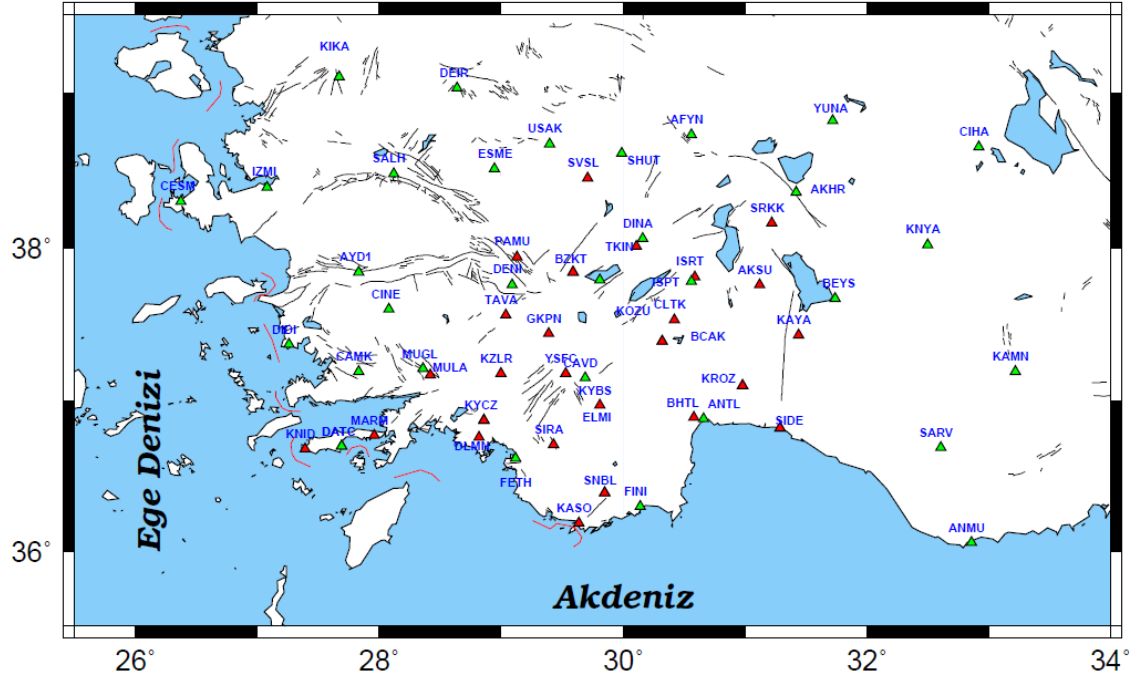 KIKA
DEIR
YUNA
AFYN
USAK
CIHA
SALH
ESME
SVSL
SHUT
IZMI
CESM
AKHR
SRKK
DINA
KNYA
38°
PAMU
TKIN
AYD1
DENI
BZKT
ISRT
AKSU
ISPT
BEYS
CINE
TAVA
GKPN
KOZU
CLTK
KAYA
DIDI
BCAK
CAMK
MUGL
MULA
KZLR
YSFC
CAVD
KAMN
KROZ
KYBS
KYCZ
ELMI
BHTL
ANTL
SIDE
KNID
DATC
MARM
SIRA
SARV
DLMN
FETH
SNBL
FINI
KASO
ANMU
36°
Ege Denizi
Akdeniz
26°
28°
30°
32°
34°